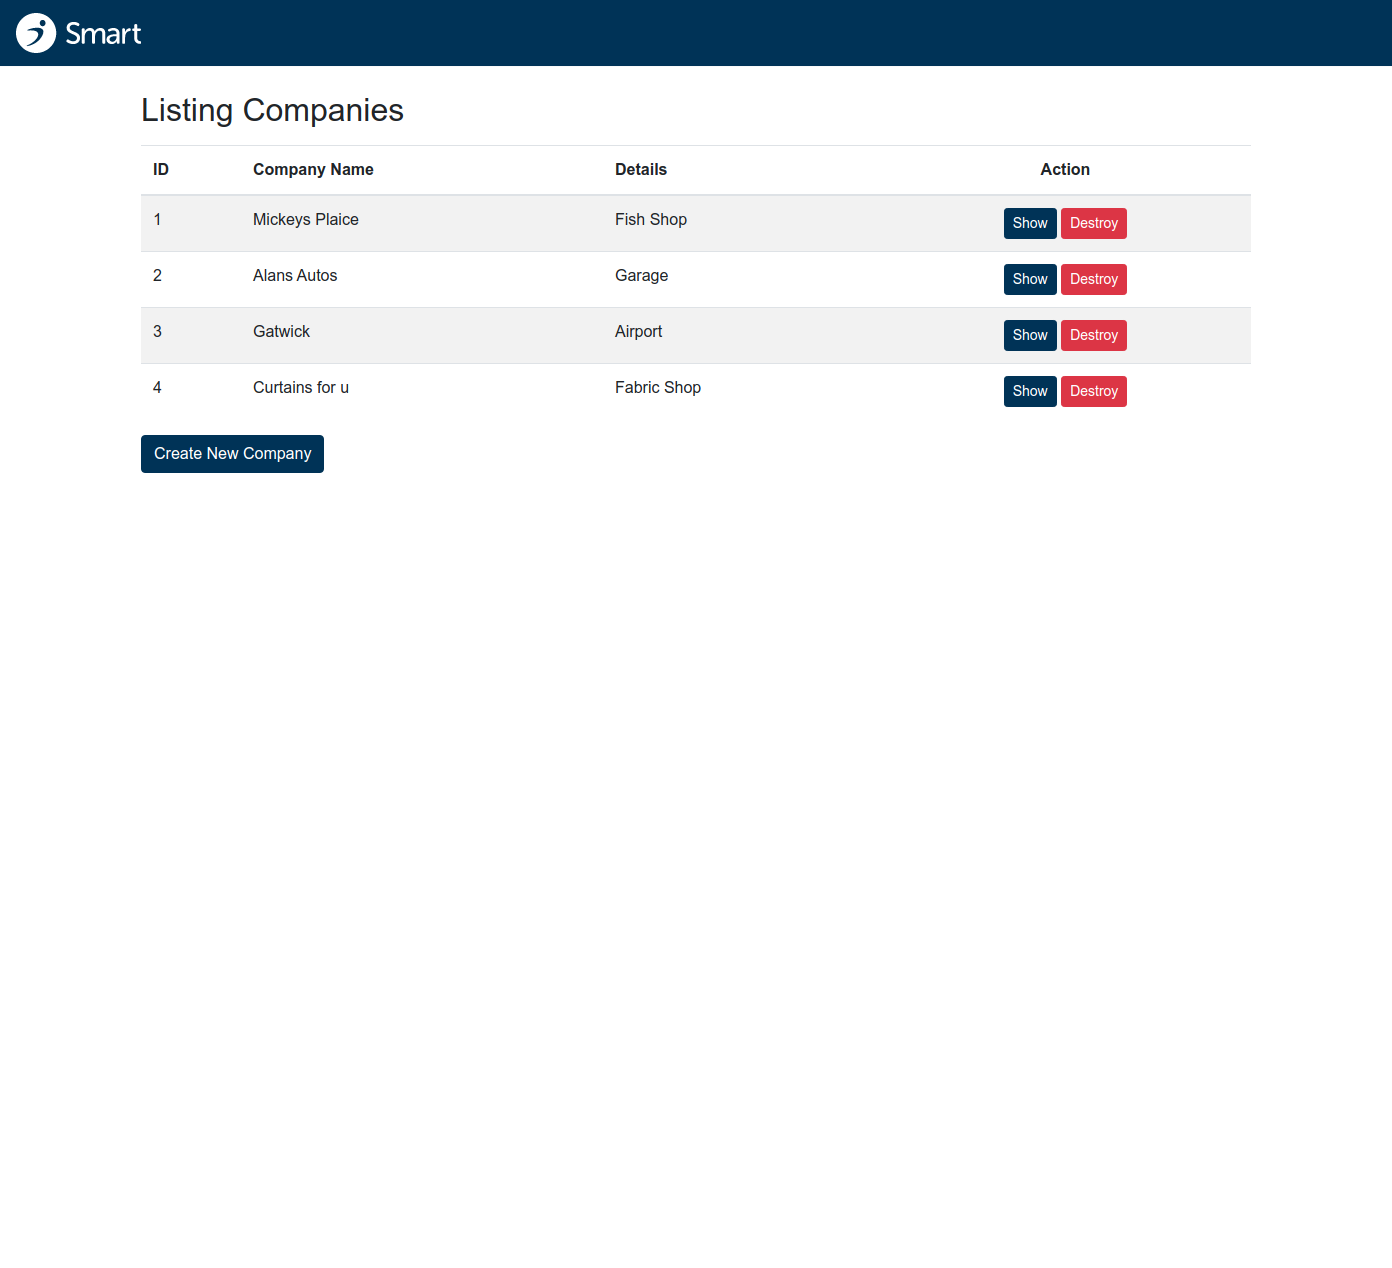 Smart
Listing Companies
ID Company Name Details Action
1 Mickeys Plaice Fish Shop Show Destroy
2 Alans Autos Garage Show Destroy
3 Gatwick Airport Show Destroy
4 Curtains for u Fabric Shop Show Destroy
Create New Company